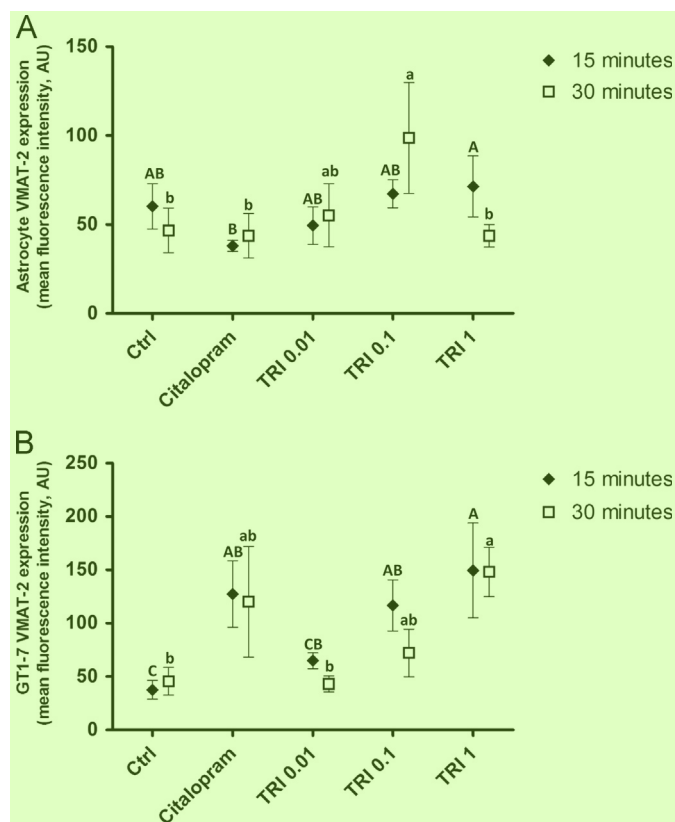 A
Astrocyte VMAT-2 expression
(mean fluorescence intensity, AU)
150
100
50
0
AB
b
B
b
AB
ab
AB
a
A
b
15 minutes
30 minutes
Ctrl
Citalopram
TRI 0.01
TRI 0.1
TRI 1
B
GT1-7 VMAT-2 expression
(mean fluorescence intensity, AU)
250
200
150
100
50
0
C
b
AB
ab
CB
b
AB
ab
A
a
15 minutes
30 minutes
Ctrl
Citalopram
TRI 0.01
TRI 0.1
TRI 1